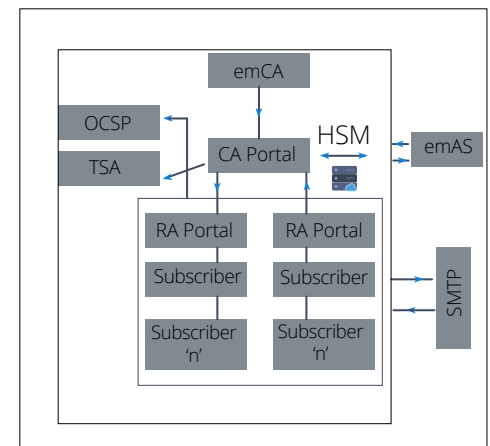 emCA
OCSP
HSM
emAS
CA Portal
TSA
RA Portal
RA Portal
Subscriber
Subscriber
SMTP
Subscriber
'n'
Subscriber
'n'